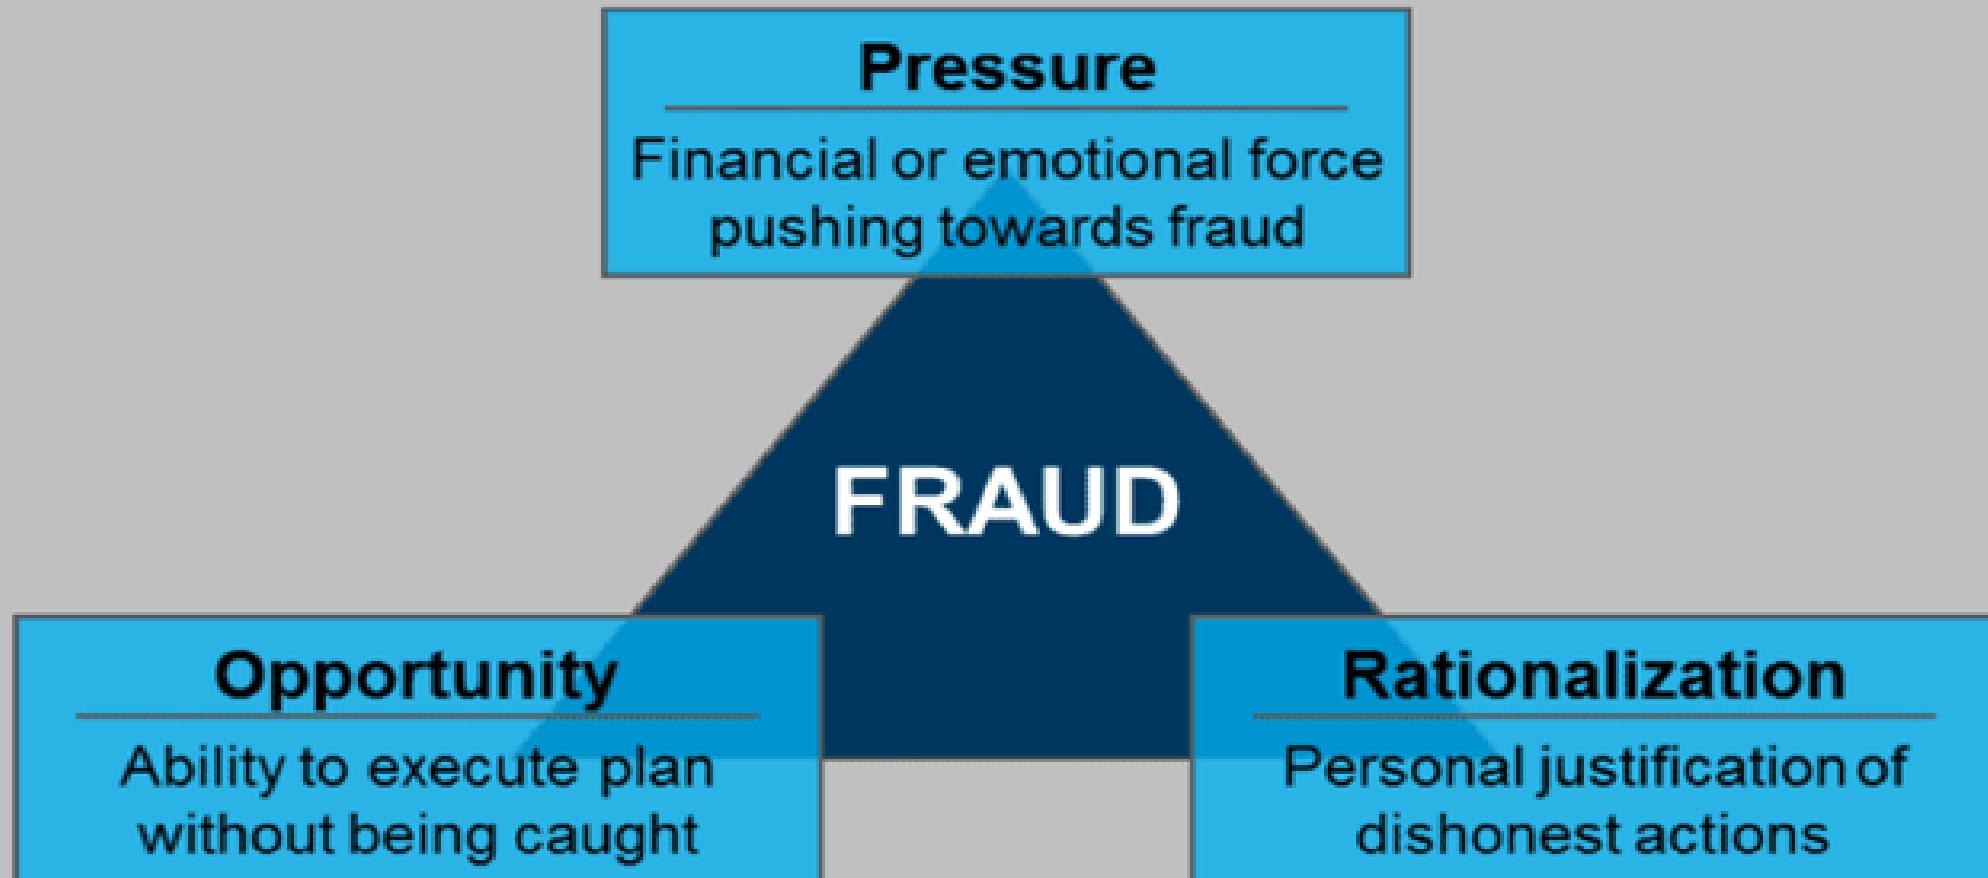 Pressure
Financial or emotional force
pushing towards fraud
FRAUD
Opportunity
Ability to execute plan
without being caught
Rationalization
Personal justification of
dishonest actions